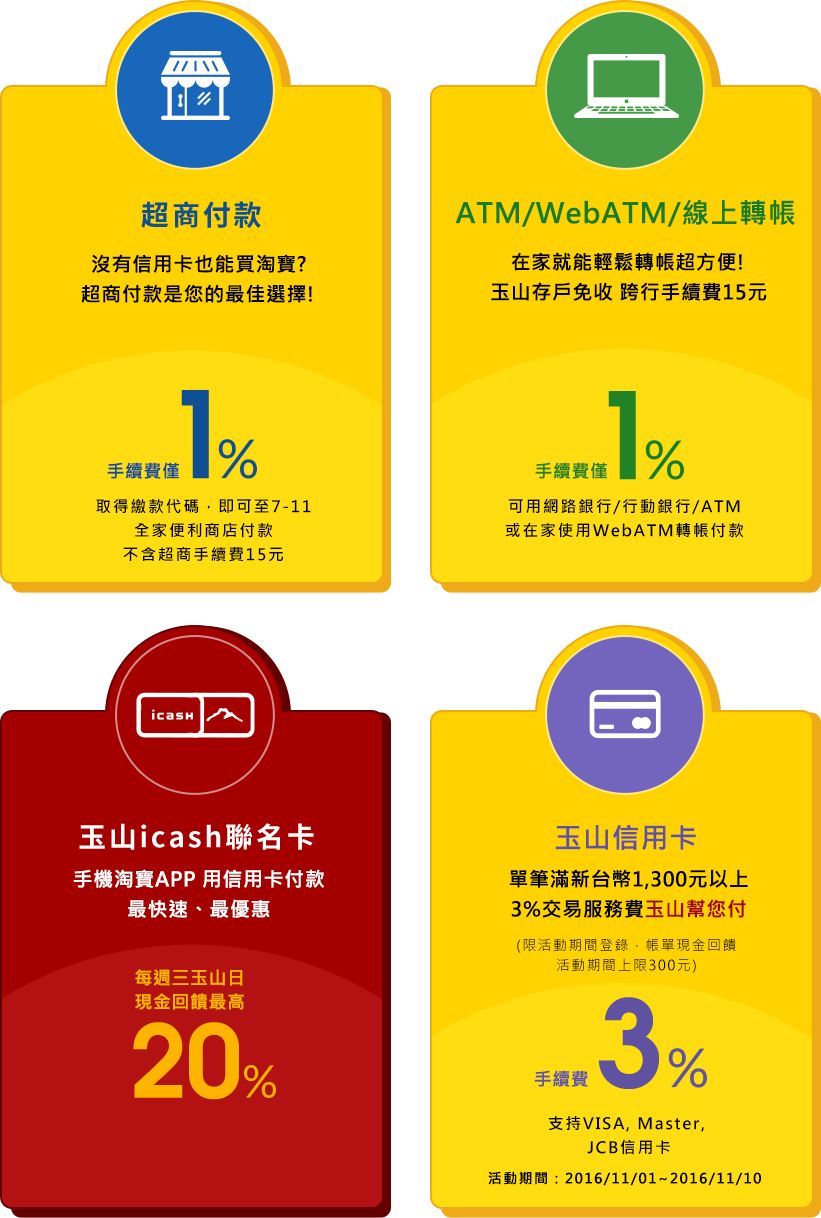 超商付款
沒有信用卡也能買淘寶?
超商付款是您的最佳選擇!
手續費僅1%
取得繳款代碼，即可至7-11
全家便利商店付款
不含超商手續費15元
ATM/WebATM/線上轉帳
在家就能輕鬆轉帳超方便!
玉山存戶免收 跨行手續費15元
手續費僅1%
可用網路銀行/行動銀行/ATM
或在家使用WebATM轉帳付款
icash
玉山icash聯名卡
手機淘寶APP 用信用卡付款
最快速、最優惠
每週三玉山日
現金回饋最高
20%
玉山信用卡
單筆滿新台幣1,300元以上
3%交易服務費玉山幫您付
(限活動期間登錄，帳單現金回饋
活動期間上限300元)
手續費3%
支持VISA, Master,
JCB信用卡
活動期間：2016/11/01~2016/11/10